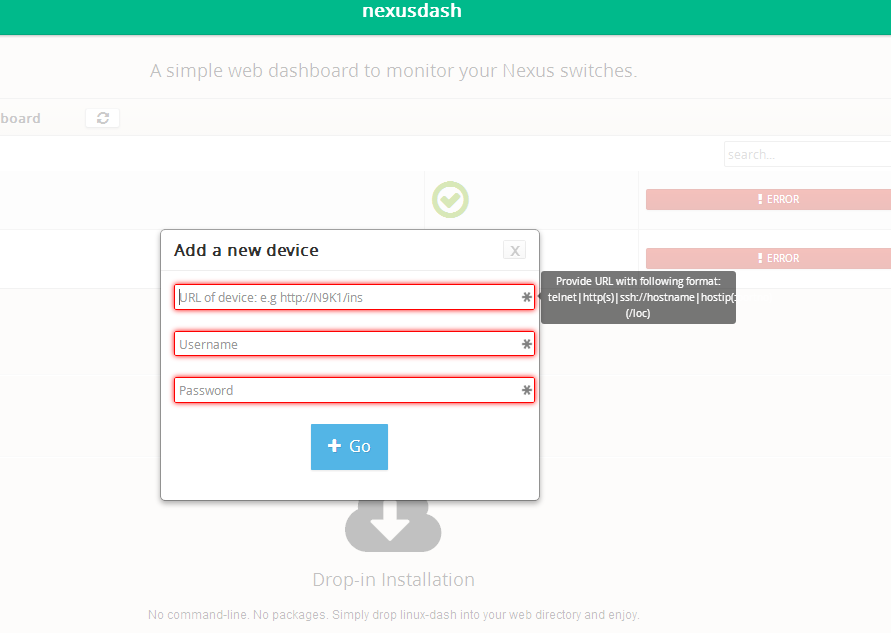 nexusdash
A simple web dashboard to monitor your Nexus switches.
board
search...
ERROR
ERROR
Add a new device
X
URL of device: e.g http://N9K1/ins
Provide URL with following format:
telnet|http(s)|ssh://hostname|hostip(:
(/loc)
Username
Password
Go
Drop-in Installation
No command-line. No packages. Simply drop linux-dash into your web directory and enjoy.